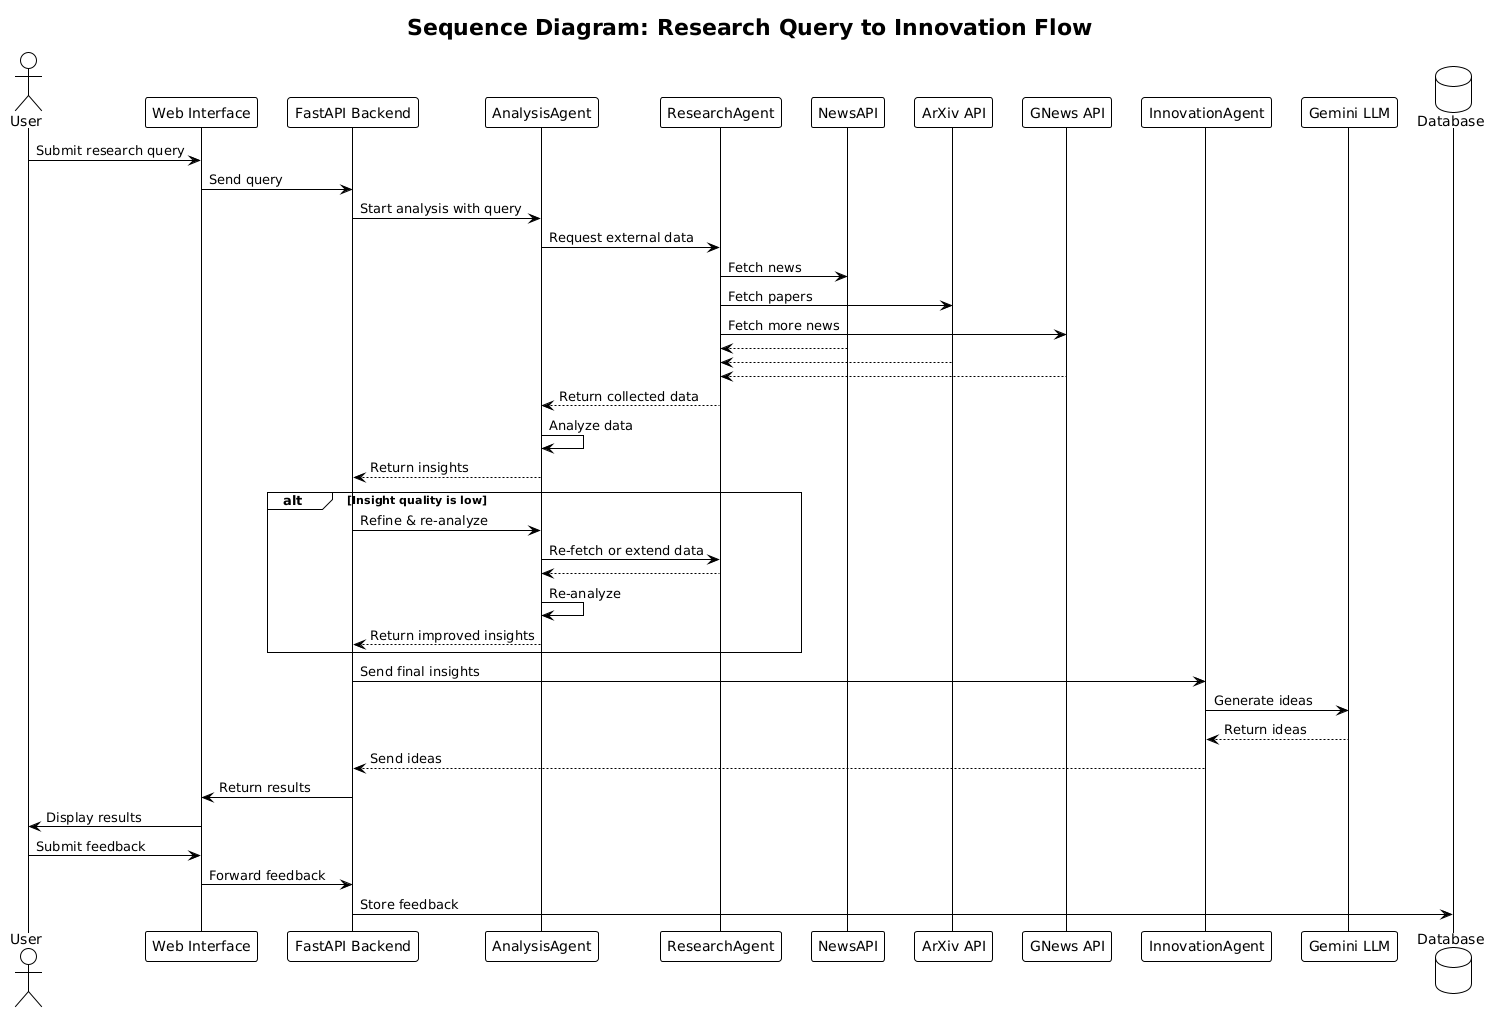 Sequence Diagram: Research Query to Innovation Flow
User
Web Interface
FastAPI Backend
AnalysisAgent
ResearchAgent
NewsAPI
ArXiv API
GNews API
InnovationAgent
Gemini LLM
Database
Submit research query
Send query
Start analysis with query
Request external data
Fetch news
Fetch papers
Fetch more news
Return collected data
Analyze data
Return insights
alt
[Insight quality is low]
Refine & re-analyze
Re-fetch or extend data
Re-analyze
Return improved insights
Send final insights
Generate ideas
Return ideas
Send ideas
Return results
Display results
Submit feedback
Forward feedback
Store feedback
User
Web Interface
FastAPI Backend
AnalysisAgent
ResearchAgent
NewsAPI
ArXiv API
GNews API
InnovationAgent
Gemini LLM
Database